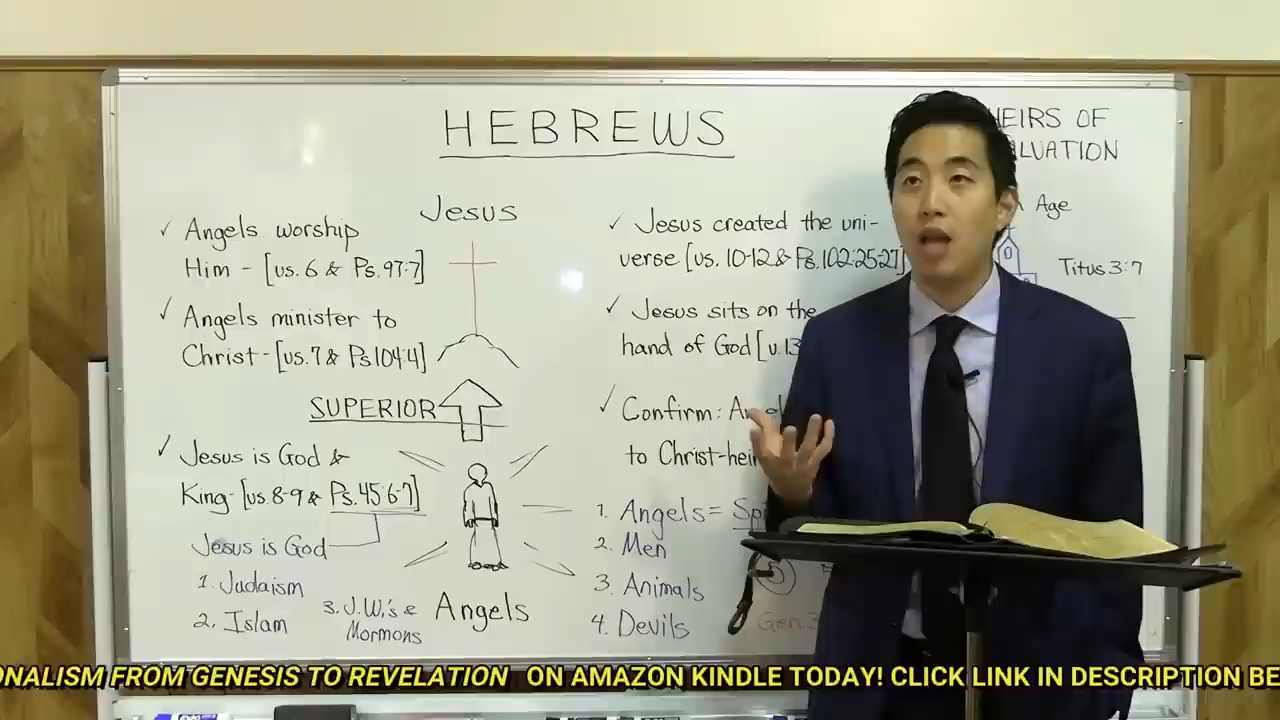 HEBREWS
HEIRS OF
Age
Titus 3:7
Jesus
✓ Angels worship
Him - [vs. 6 & Ps. 97:7]
✓ Angels minister to
Christ - [vs. 7 & Ps 104:4]
SUPERIOR
✓ Jesus is God &
King - [vs 8-9 & Ps. 45:6-7]
Jesus is God
1. Judaism
2. Islam
3. J.W.'s &
Mormons
Angels
✓ Jesus created the uni-
verse [vs. 10-12 & Ps. 102:25-27]
✓ Jesus sits on the
hand of God [v. 13
✓ Confirm:
to Christ-
1. Angels =
2. Men
3. Animals
4. Devils
Gen.
FROM GENESIS TO REVELATION ON AMAZON KINDLE TODAY! CLICK LINK IN DESCRIPTION